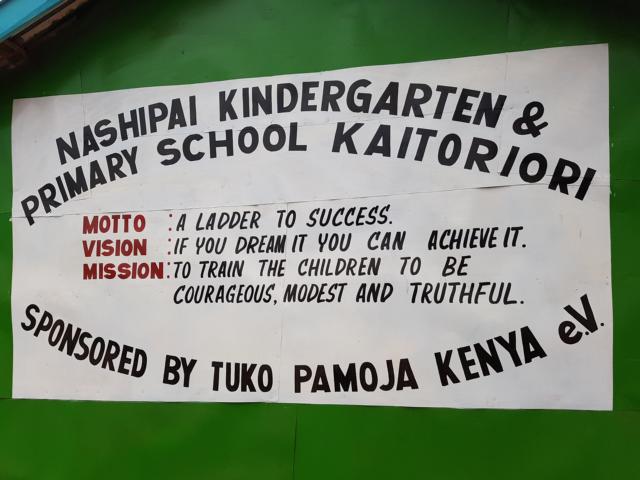 NASHIPAI KINDERGARTEN &
PRIMARY SCHOOL KAITORIORI
MOTTO : A LADDER TO SUCCESS.
VISION : IF YOU DREAM IT YOU CAN ACHIEVE IT.
MISSION : TO TRAIN THE CHILDREN TO BE
COURAGEOUS, MODEST AND TRUTHFUL.
SPONSORED BY TUKO PAMOJA KENYA e.V.